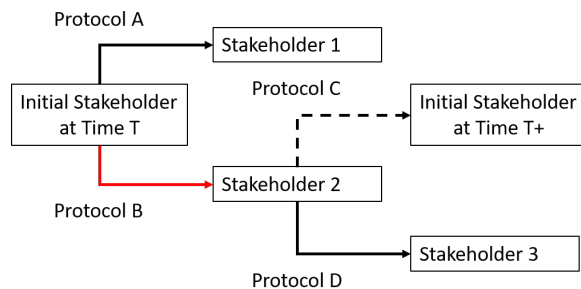 Protocol A
Stakeholder 1
Protocol C
Initial Stakeholder
at Time T
Initial Stakeholder
at Time T+
Stakeholder 2
Protocol B
Stakeholder 3
Protocol D